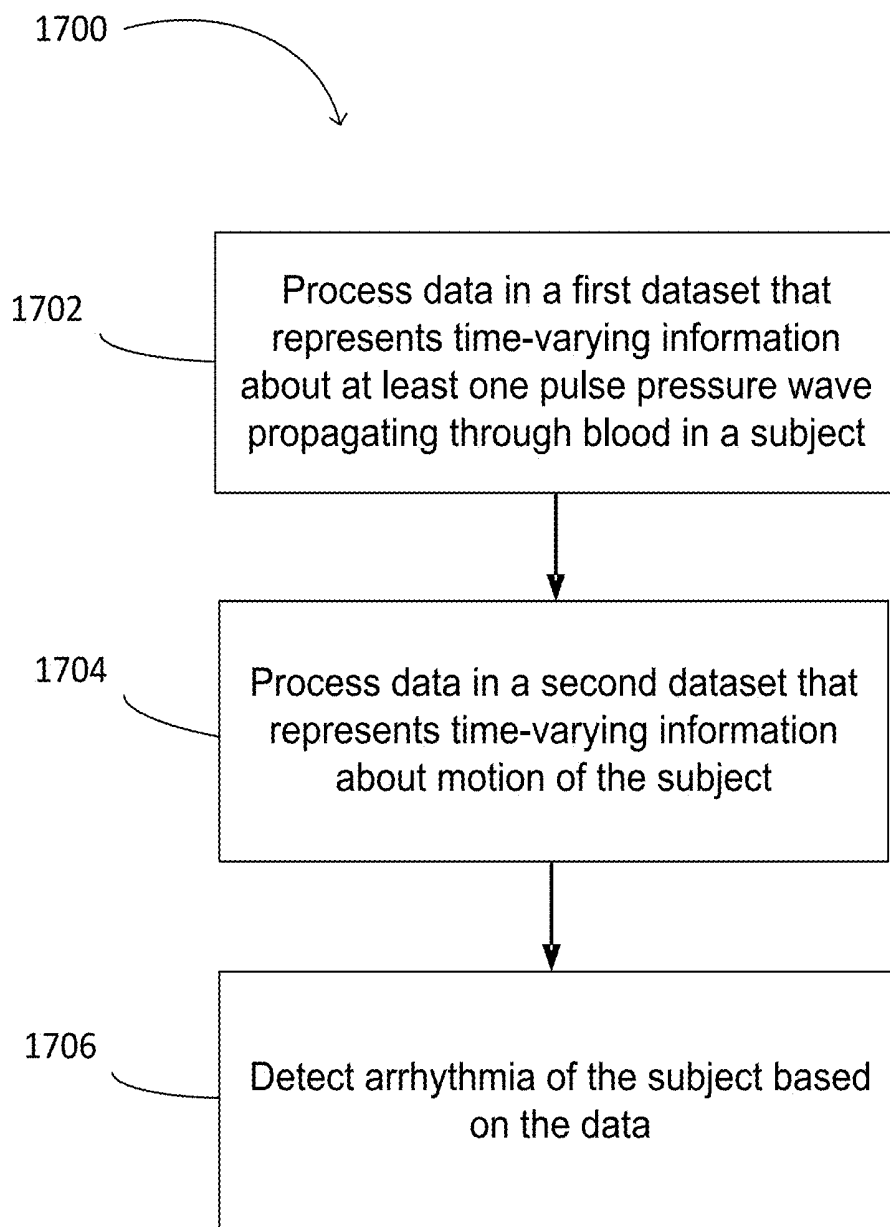 1700
1702
Process data in a first dataset that
represents time-varying information
about at least one pulse pressure wave
propagating through blood in a subject
1704
Process data in a second dataset that
represents time-varying information
about motion of the subject
1706
Detect arrhythmia of the subject based
on the data